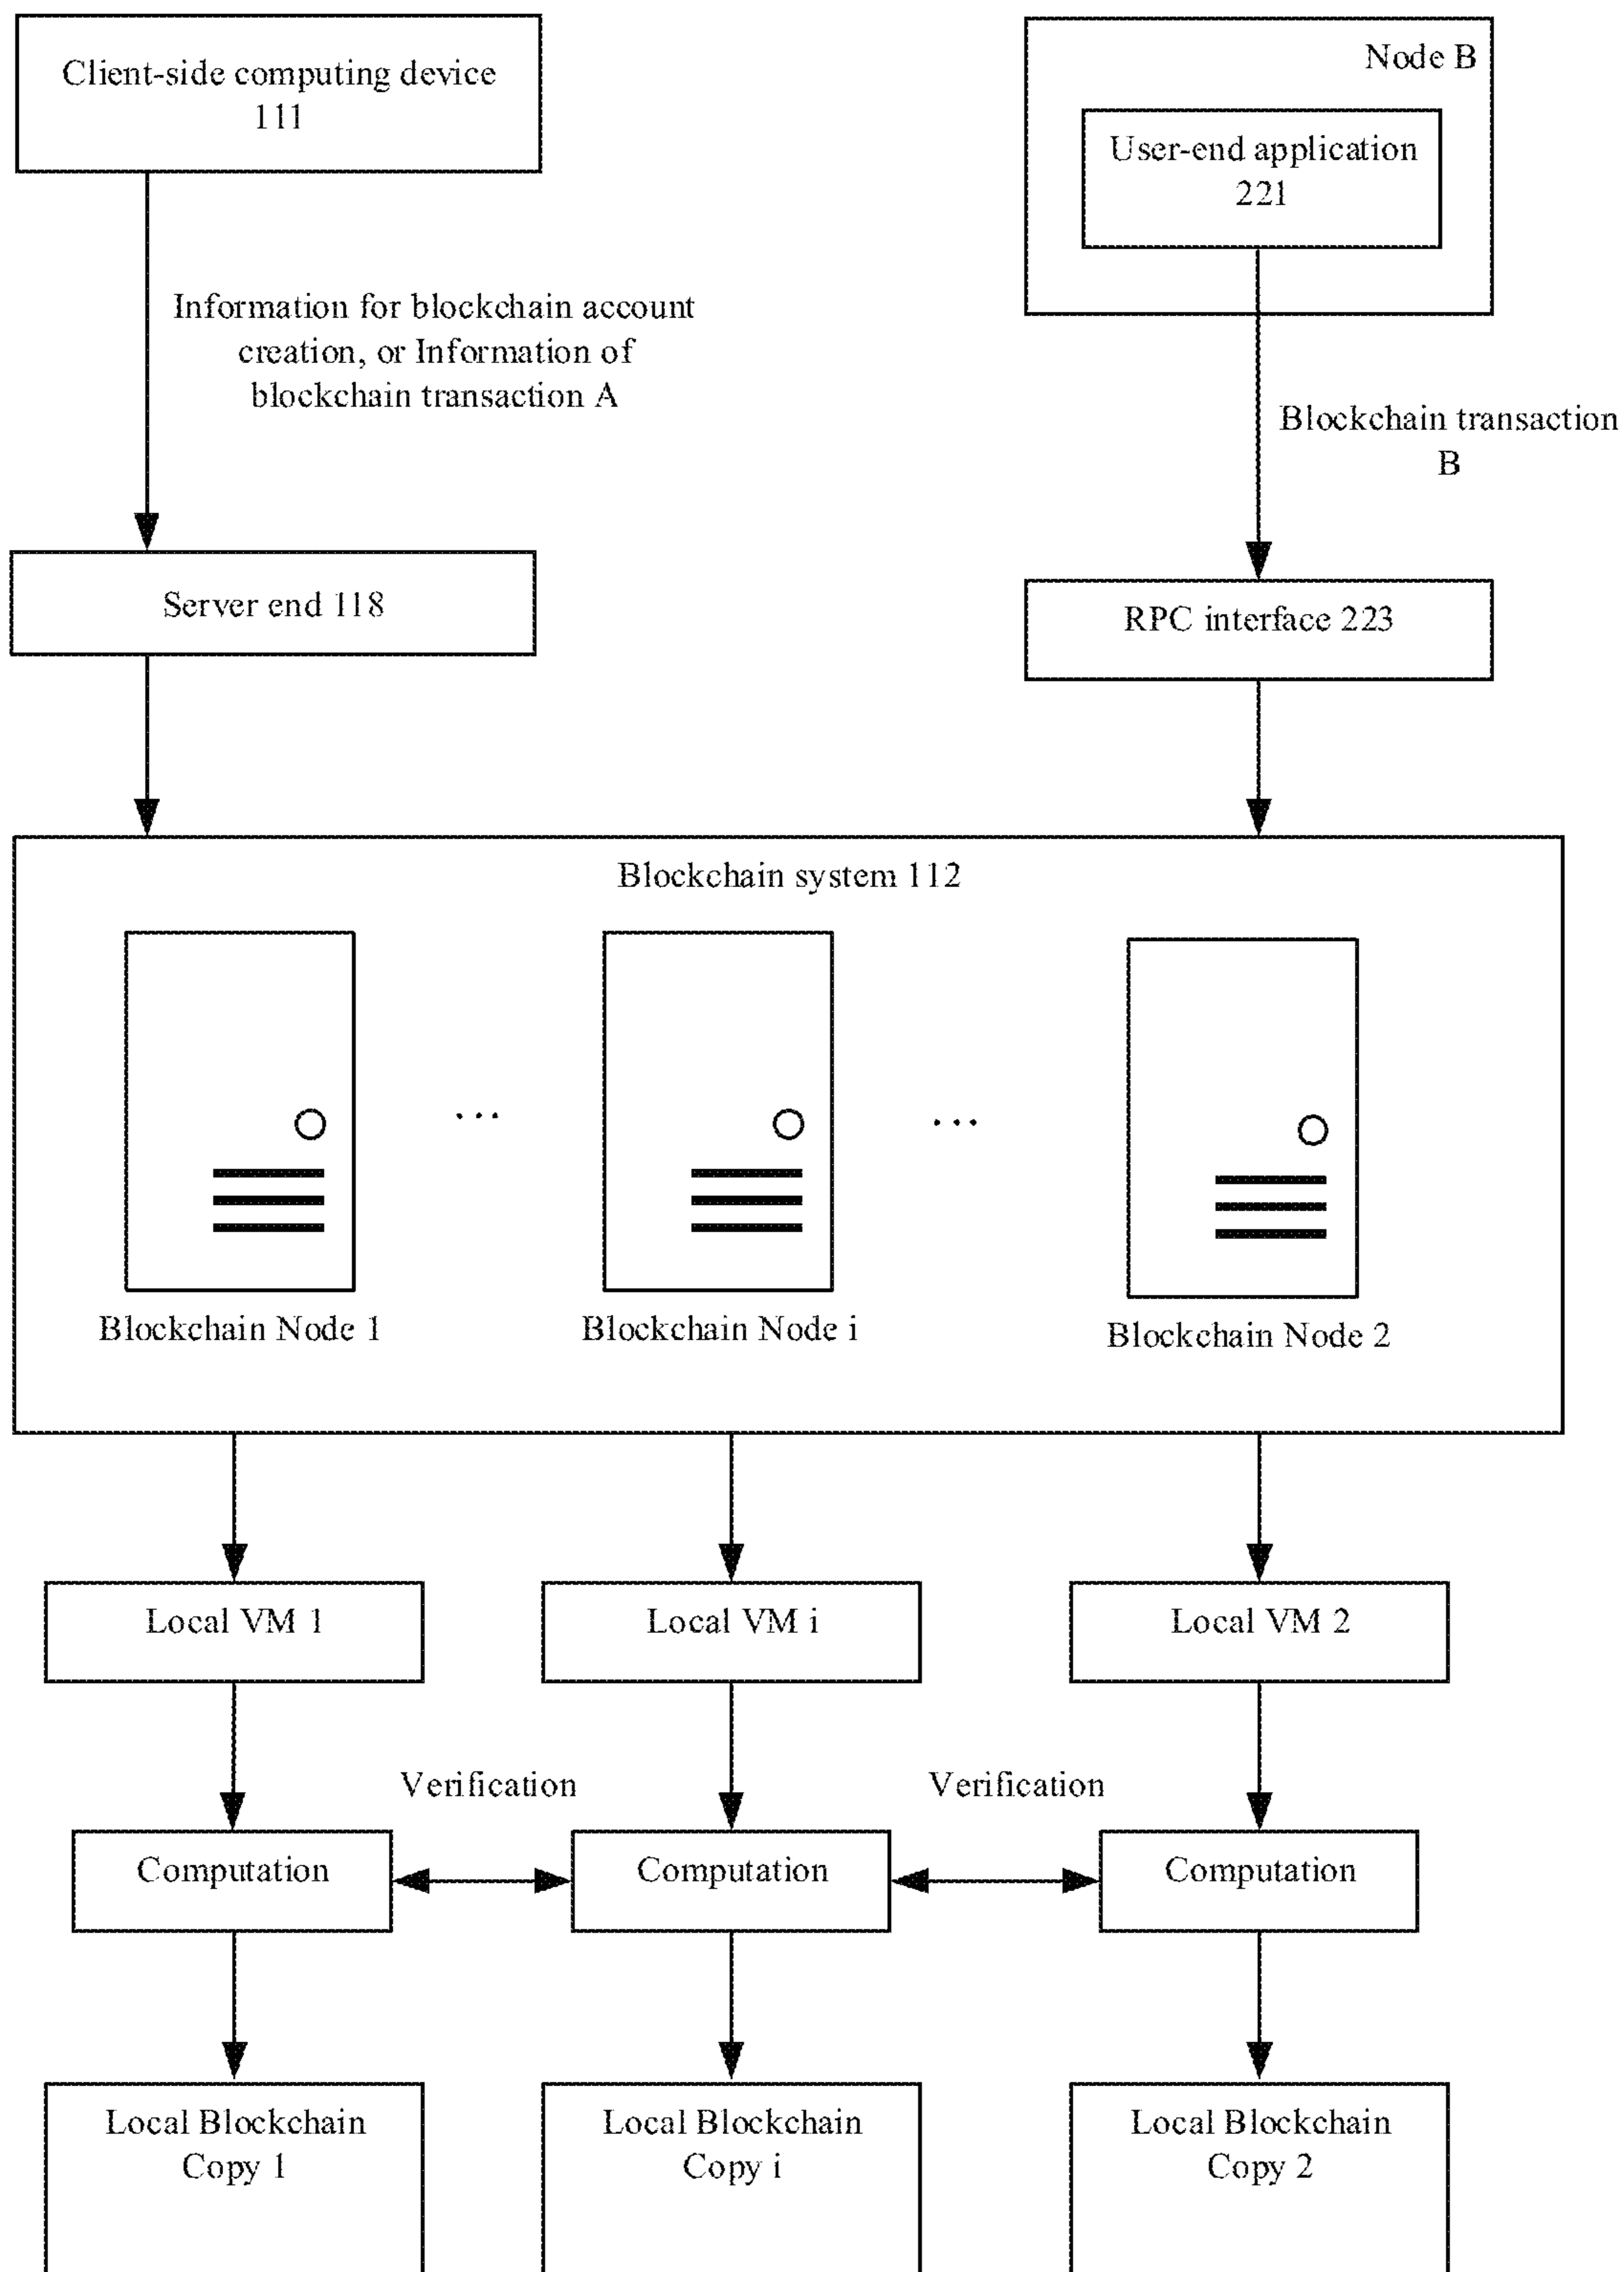 Client-side computing device
111
Node B
User-end application
221
Information for blockchain account
creation, or Information of
blockchain transaction A
Blockchain transaction
B
Server end 118
RPC interface 223
Blockchain system 112
...
...
Blockchain Node 1
Blockchain Node i
Blockchain Node 2
Local VM 1
Local VM i
Local VM 2
Verification
Verification
Computation
Computation
Computation
Local Blockchain
Copy 1
Local Blockchain
Copy i
Local Blockchain
Copy 2